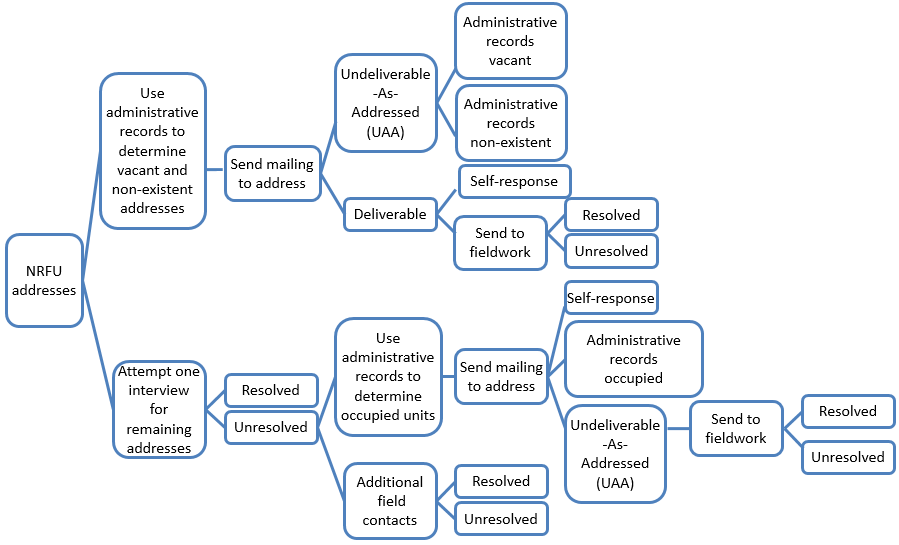 NRFU
addresses
Use
administrative
records to
determine
vacant and
non-existent
addresses
Send mailing
to address
Undeliverable
-As-
Addressed
(UAA)
Administrative
records
vacant
Administrative
records
non-existent
Deliverable
Self-response
Send to
fieldwork
Resolved
Unresolved
Attempt one
interview
for
remaining
addresses
Resolved
Unresolved
Use
administrative
records to
determine
occupied units
Send mailing
to address
Self-response
Administrative
records
occupied
Undeliverable
-As-
Addressed
(UAA)
Send to
fieldwork
Resolved
Unresolved
Additional
field
contacts
Resolved
Unresolved